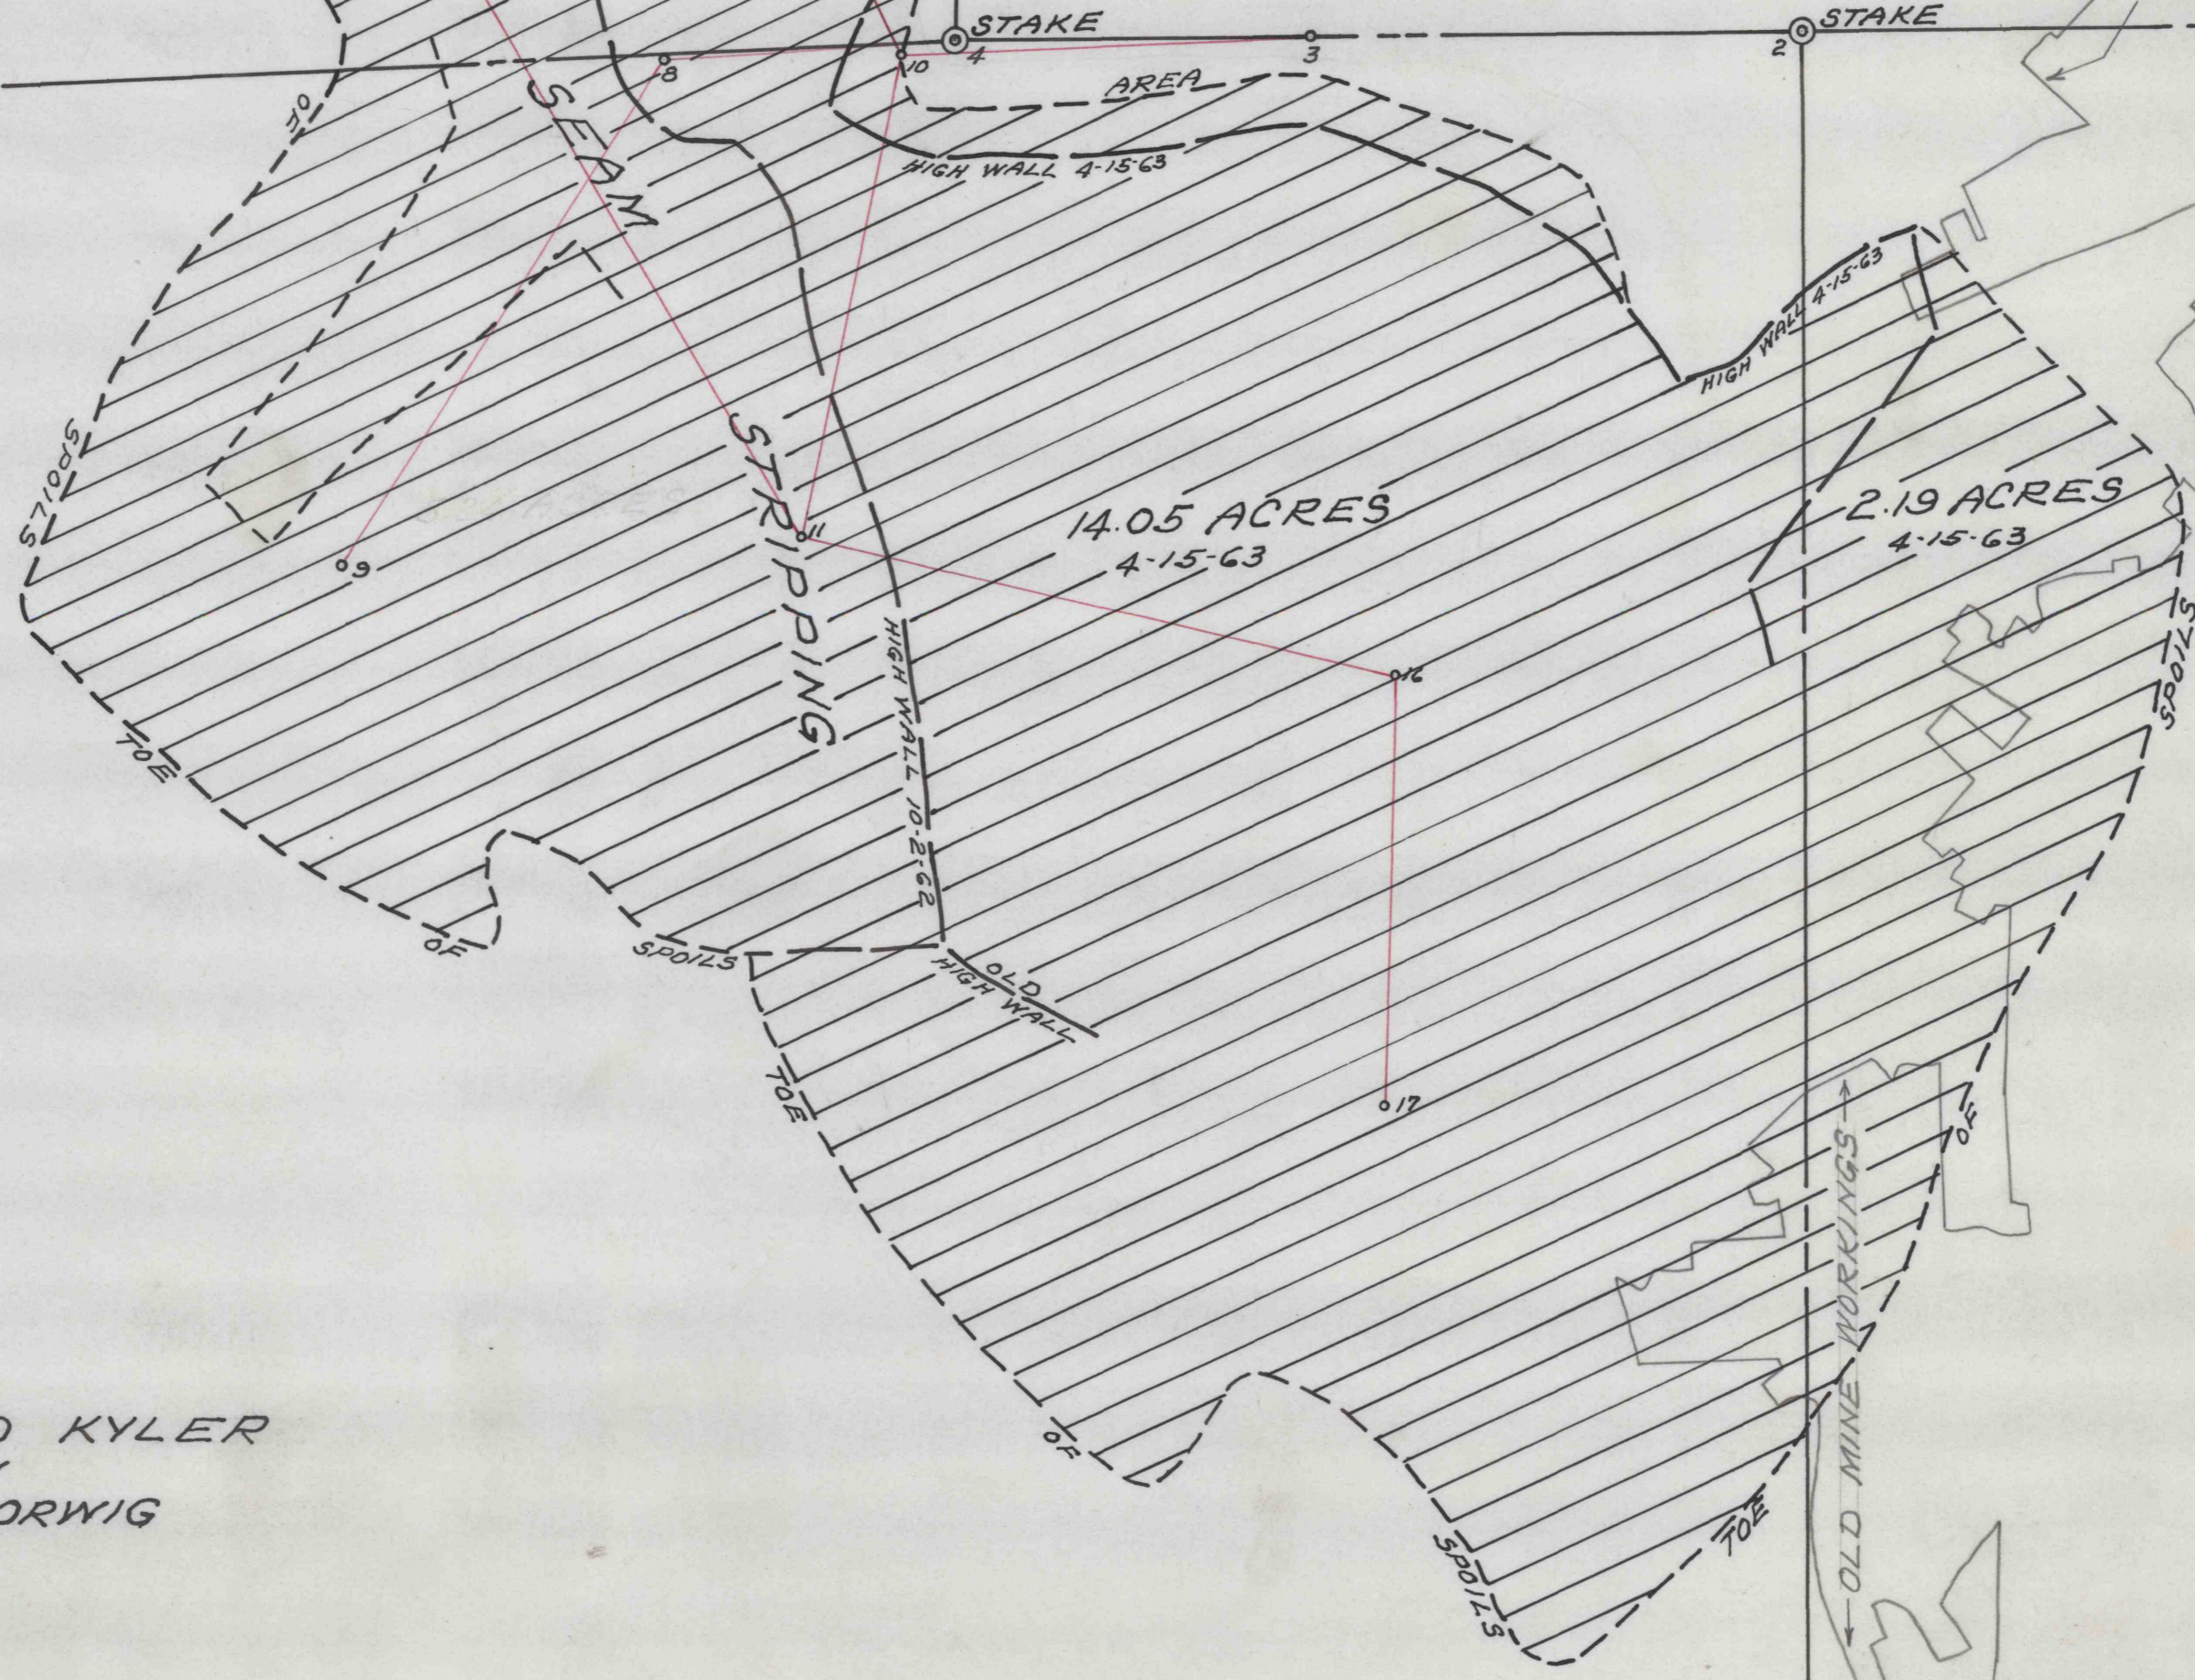 STAKE
STAKE
8
10
4
3
2
OF
SEAM
AREA
HIGH WALL 4-15-63
HIGH WALL 4-15-63
SPOILS
STRIPPING
9
11
14.05 ACRES
4-15-63
2.19 ACRES
4-15-63
ACRES
SPOILS
16
HIGH WALL 10-2-62
TOE
OF
SPOILS
OLD
HIGH WALL
TOE
17
OF
OLD MINE WORKINGS
KYLER
ORWIG
OF
SPOILS
TOE